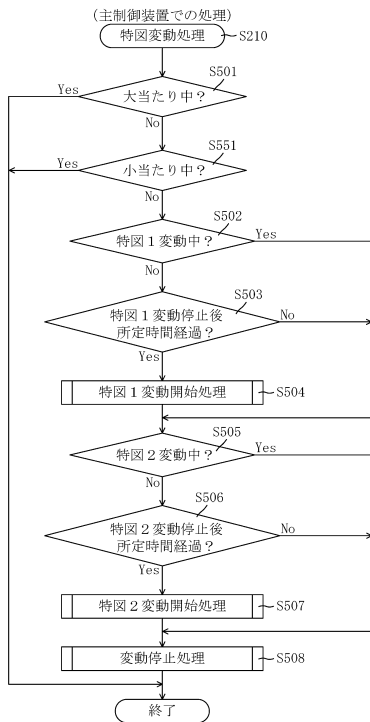 (主制御装置での処理)
特図変動処理
S210
S501
Yes
大当たり中？
No
S551
Yes
小当たり中？
No
S502
特図1変動中？
Yes
No
S503
特図1変動停止後
所定時間経過？
No
Yes
特図1変動開始処理
S504
S505
特図2変動中？
Yes
No
S506
特図2変動停止後
所定時間経過？
No
Yes
特図2変動開始処理
S507
変動停止処理
S508
終了